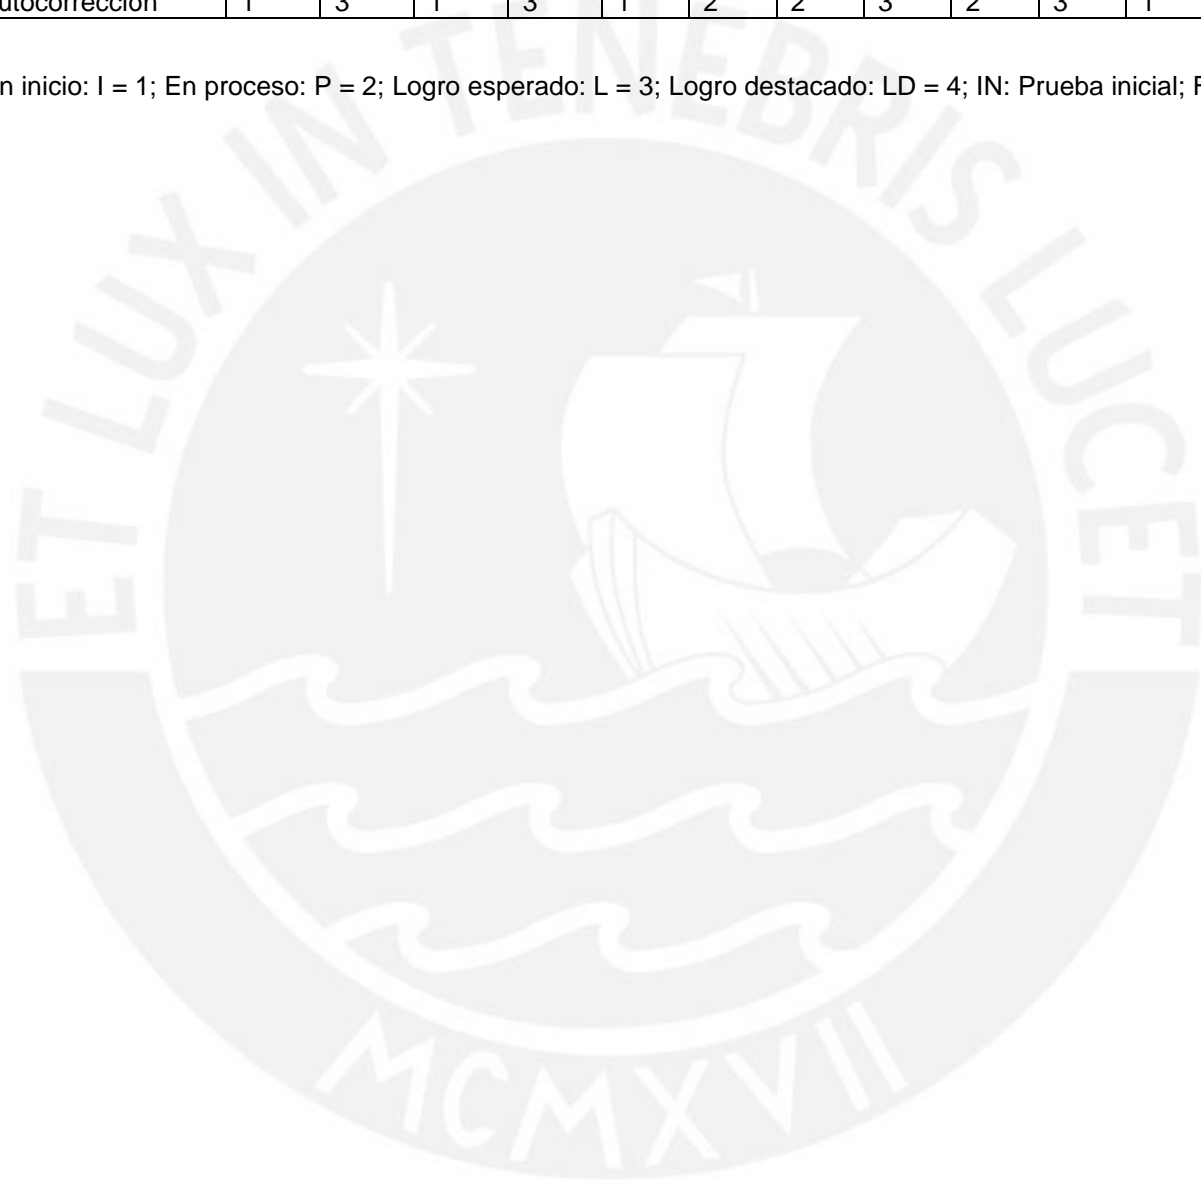 utocorrección 1 3 1 3 1 2 2 3 2 3 1
n inicio: I = 1; En proceso: P = 2; Logro esperado: L = 3; Logro destacado: LD = 4; IN: Prueba inicial;
ET LUX IN TENEBRIS LUCET
MCMXVII